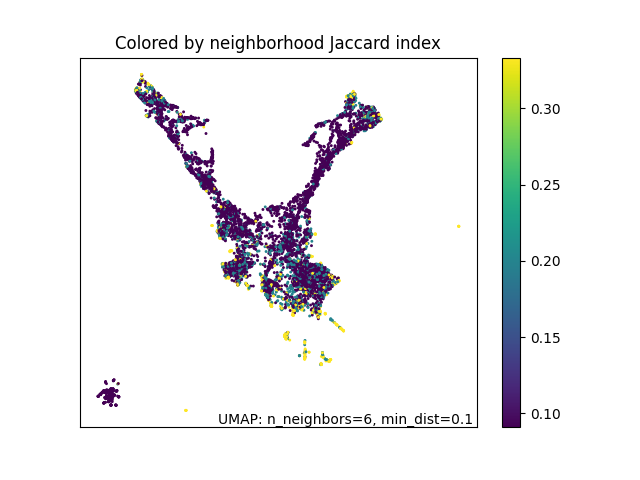 Colored by neighborhood Jaccard index
0.30
0.25
0.20
0.15
0.10
UMAP: n_neighbors=6, min_dist=0.1